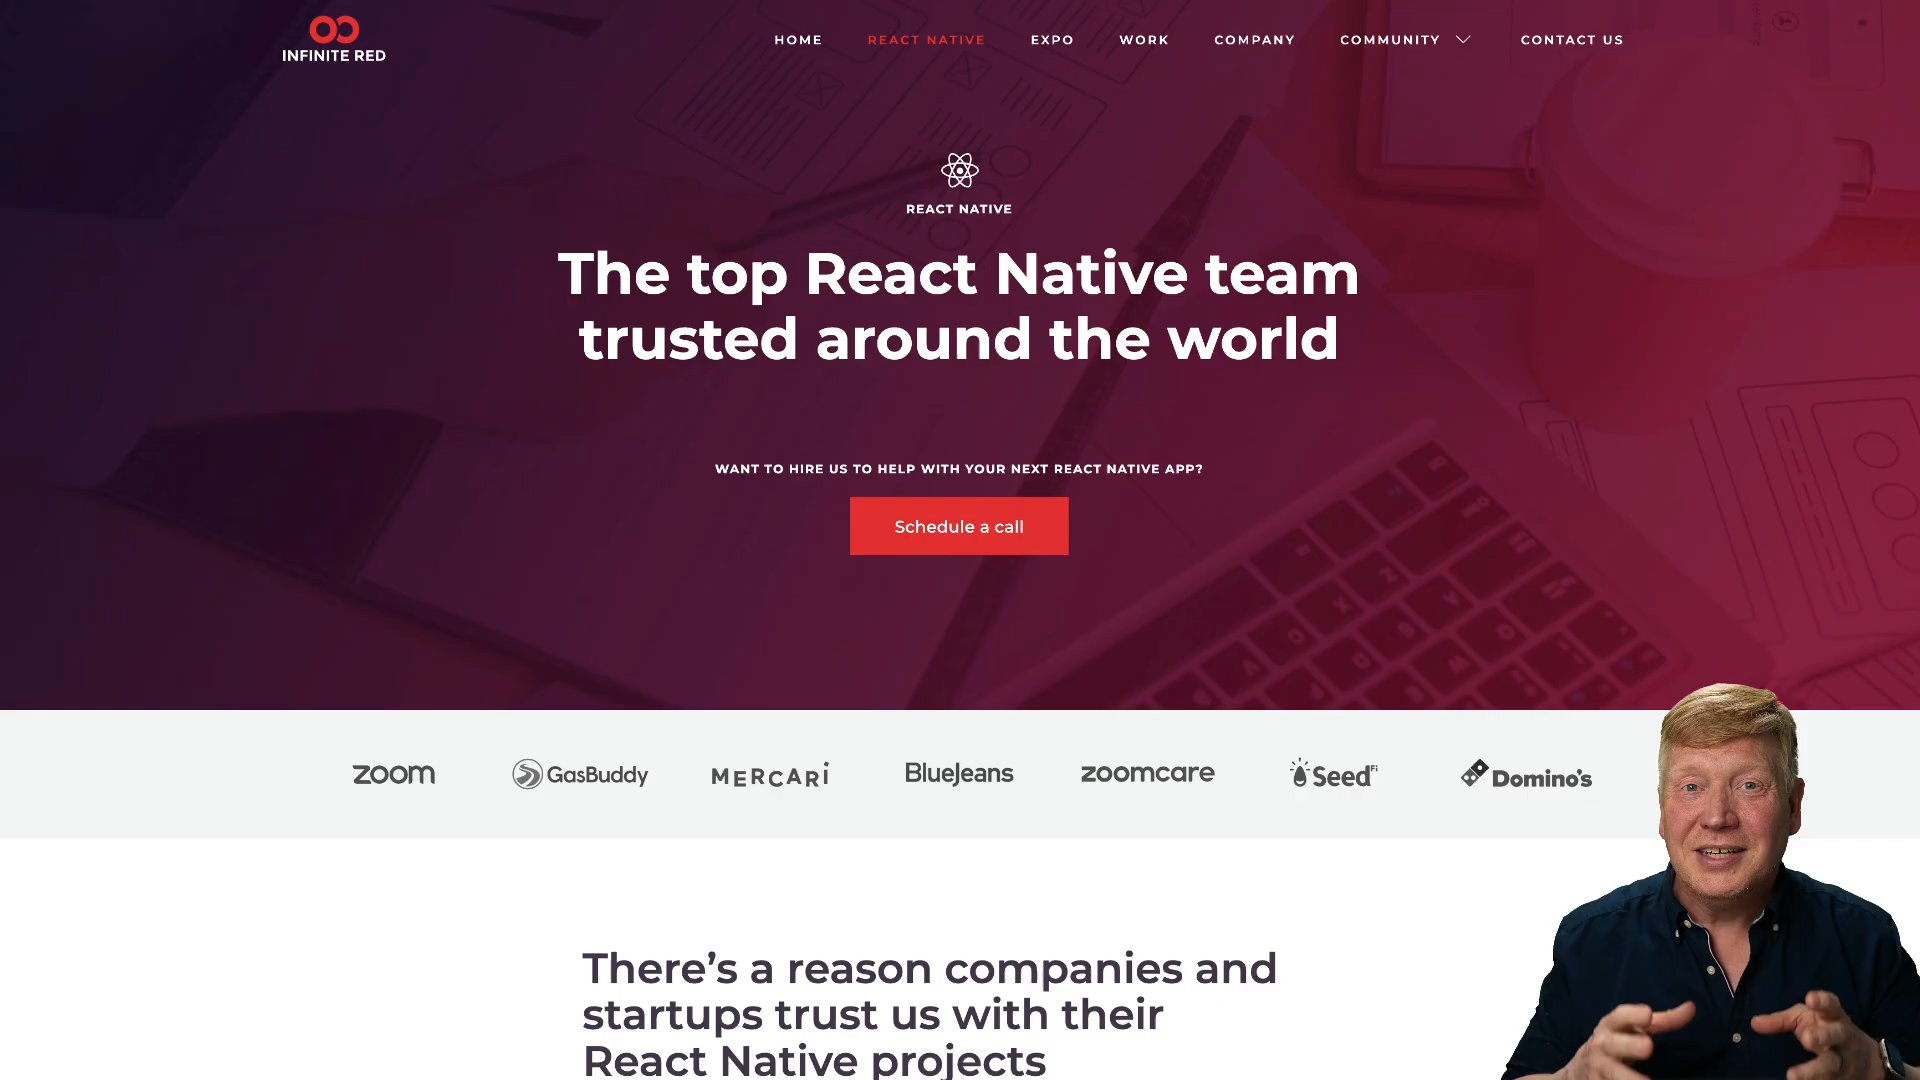 INFINITE RED
HOME
REACT NATIVE
EXPO
WORK
COMPANY
COMMUNITY
CONTACT US
REACT NATIVE
The top React Native team
trusted around the world
WANT TO HIRE US TO HELP WITH YOUR NEXT REACT NATIVE APP?
Schedule a call
zoom
GasBuddy
MERCARI
BlueJeans
zoomcare
SeedFi
Domino's
There’s a reason companies and
startups trust us with their
React Native projects